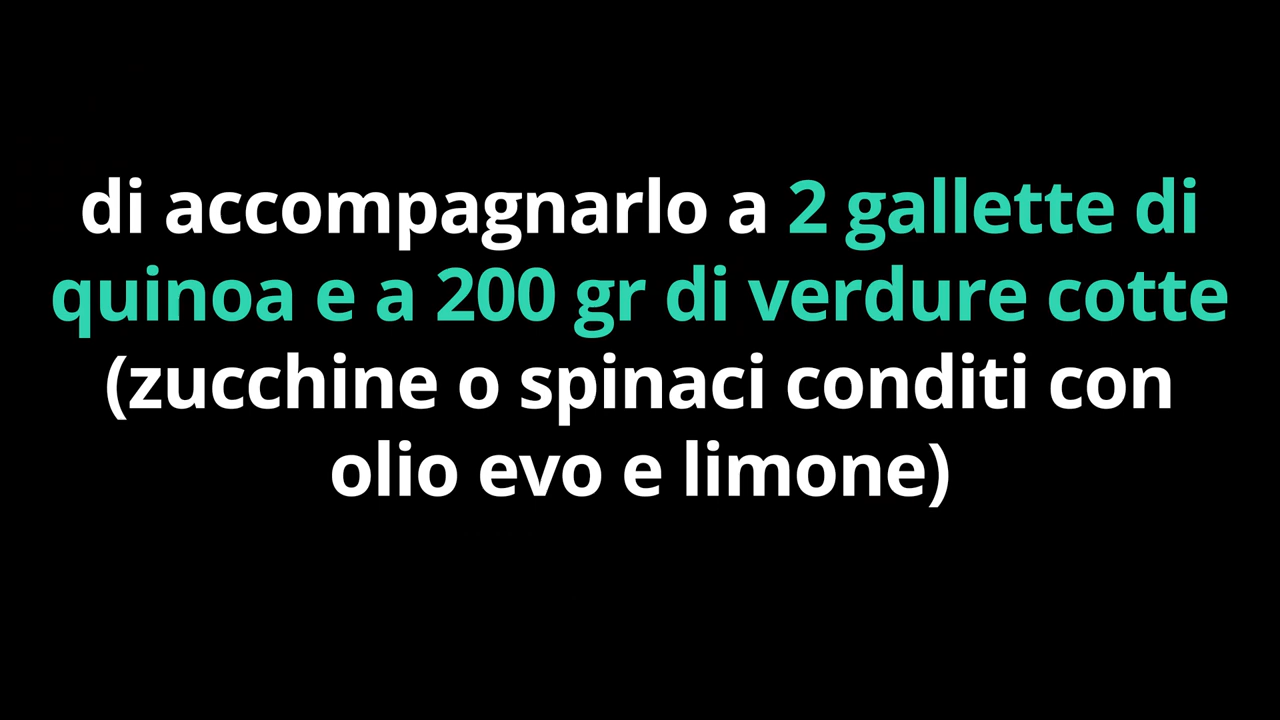 di accompagnarlo a 2 gallette di
quinoa e a 200 gr di verdure cotte
(zucchine o spinaci conditi con
olio evo e limone)